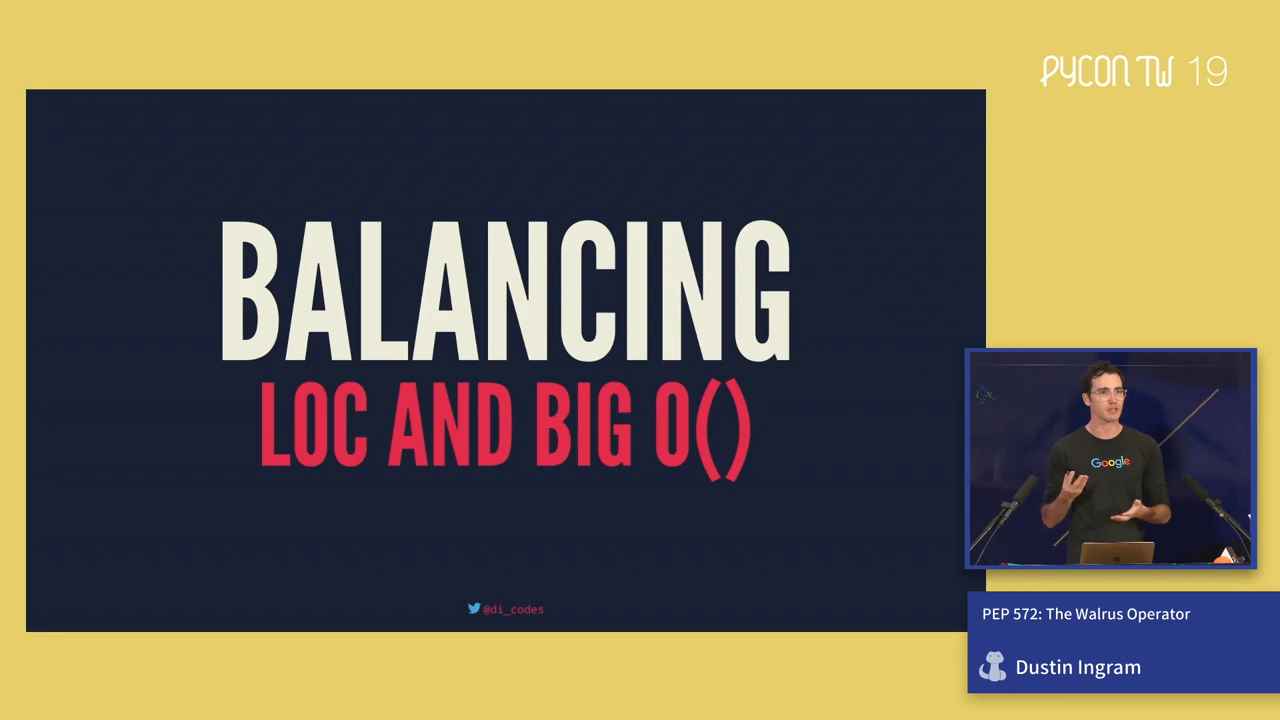 PYCON TW 19
BALANCING
LOC AND BIG O()
@di_codes
Google
PEP 572: The Walrus Operator
Dustin Ingram